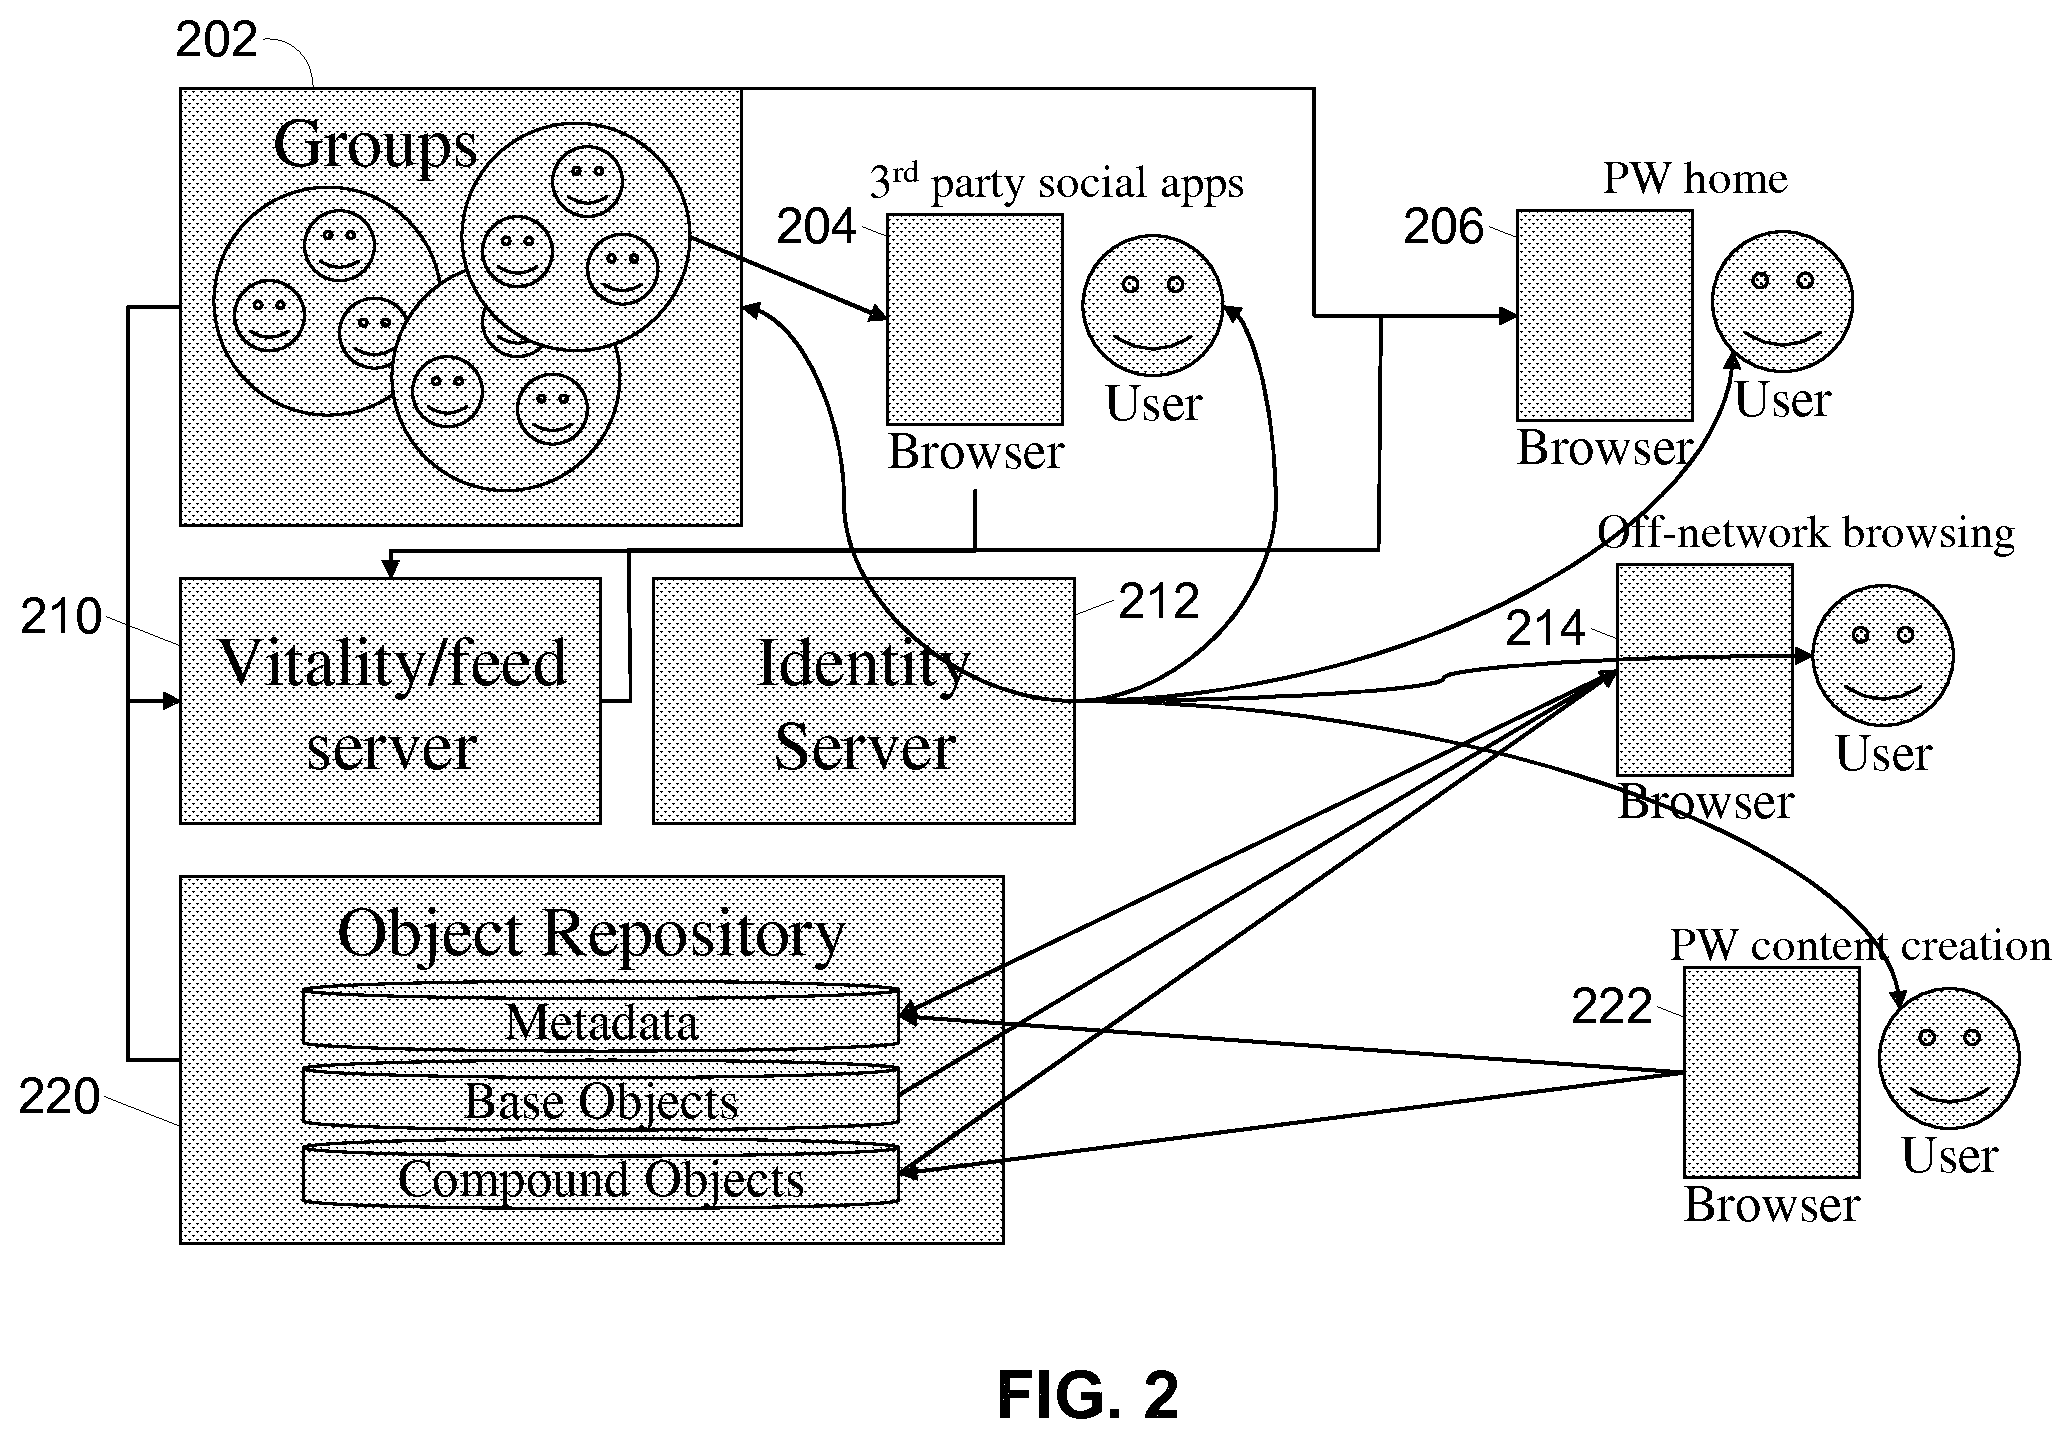 202
Groups
3rd party social apps
204
Browser
User
PW home
206
Browser
User
Off-network browsing
210
Vitality/feed
server
212
Identity
Server
214
Browser
User
220
Object Repository
Metadata
Base Objects
Compound Objects
PW content creation
222
Browser
User
FIG. 2